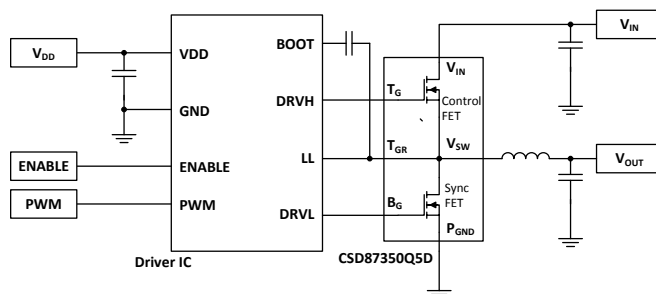 VDD
VDD
GND
ENABLE
ENABLE
PWM
PWM
BOOT
DRVH
LL
DRVL
Driver IC
TG
TGR
BG
VIN
Control
FET
VSW
Sync
FET
PGND
CSD87350Q5D
VIN
VOUT